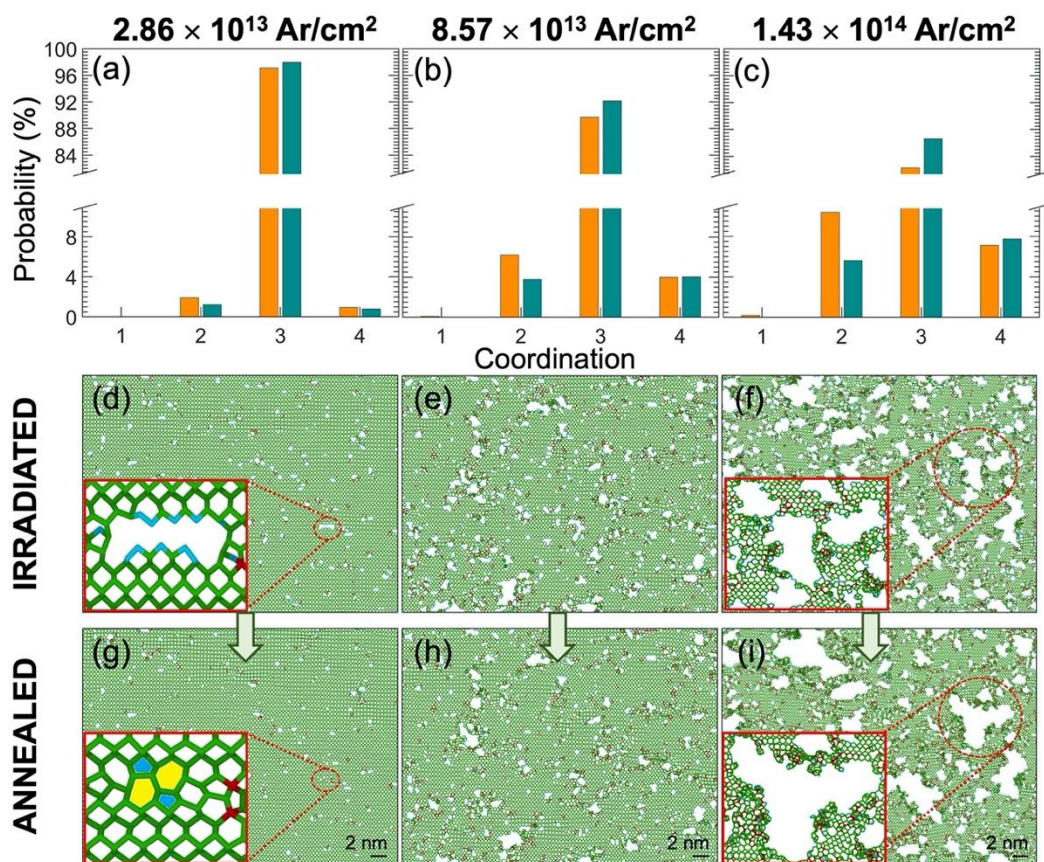 2.86 × 10¹³ Ar/cm² 8.57 × 10¹³ Ar/cm² 1.43 × 10¹⁴ Ar/cm²
(a) (b) (c)
Probability (%)
100
96
92
88
84
8
4
0
1 2 3 4 1 2 3 4 1 2 3 4
Coordination
IRRADIATED
(d) (e) (f)
ANNEALED
(g) (h) (i)
2 nm 2 nm 2 nm